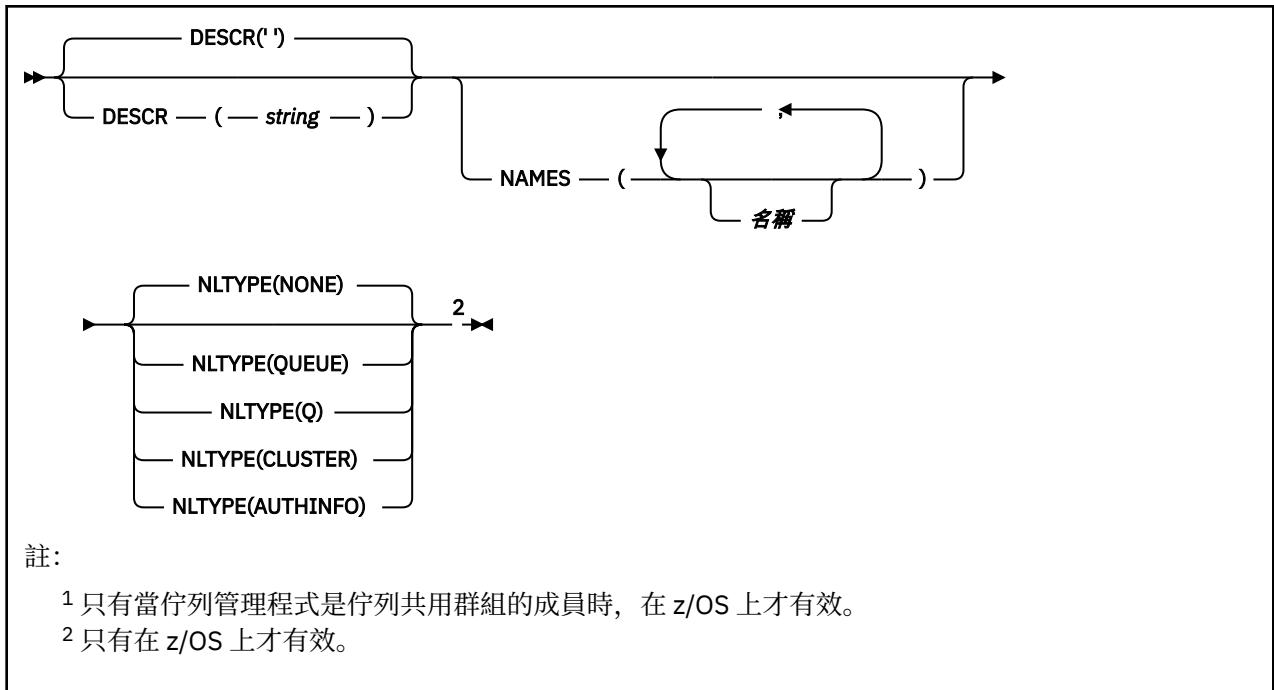 DESCR(' ')
DESCR ( string )
,
NAMES ( )
名稱
NLTYPE(NONE)
2
NLTYPE(QUEUE)
NLTYPE(Q)
NLTYPE(CLUSTER)
NLTYPE(AUTHINFO)
註：
1 只有當佇列管理程式是佇列共用群組的成員時，在 z/OS 上才有效。
2 只有在 z/OS 上才有效。